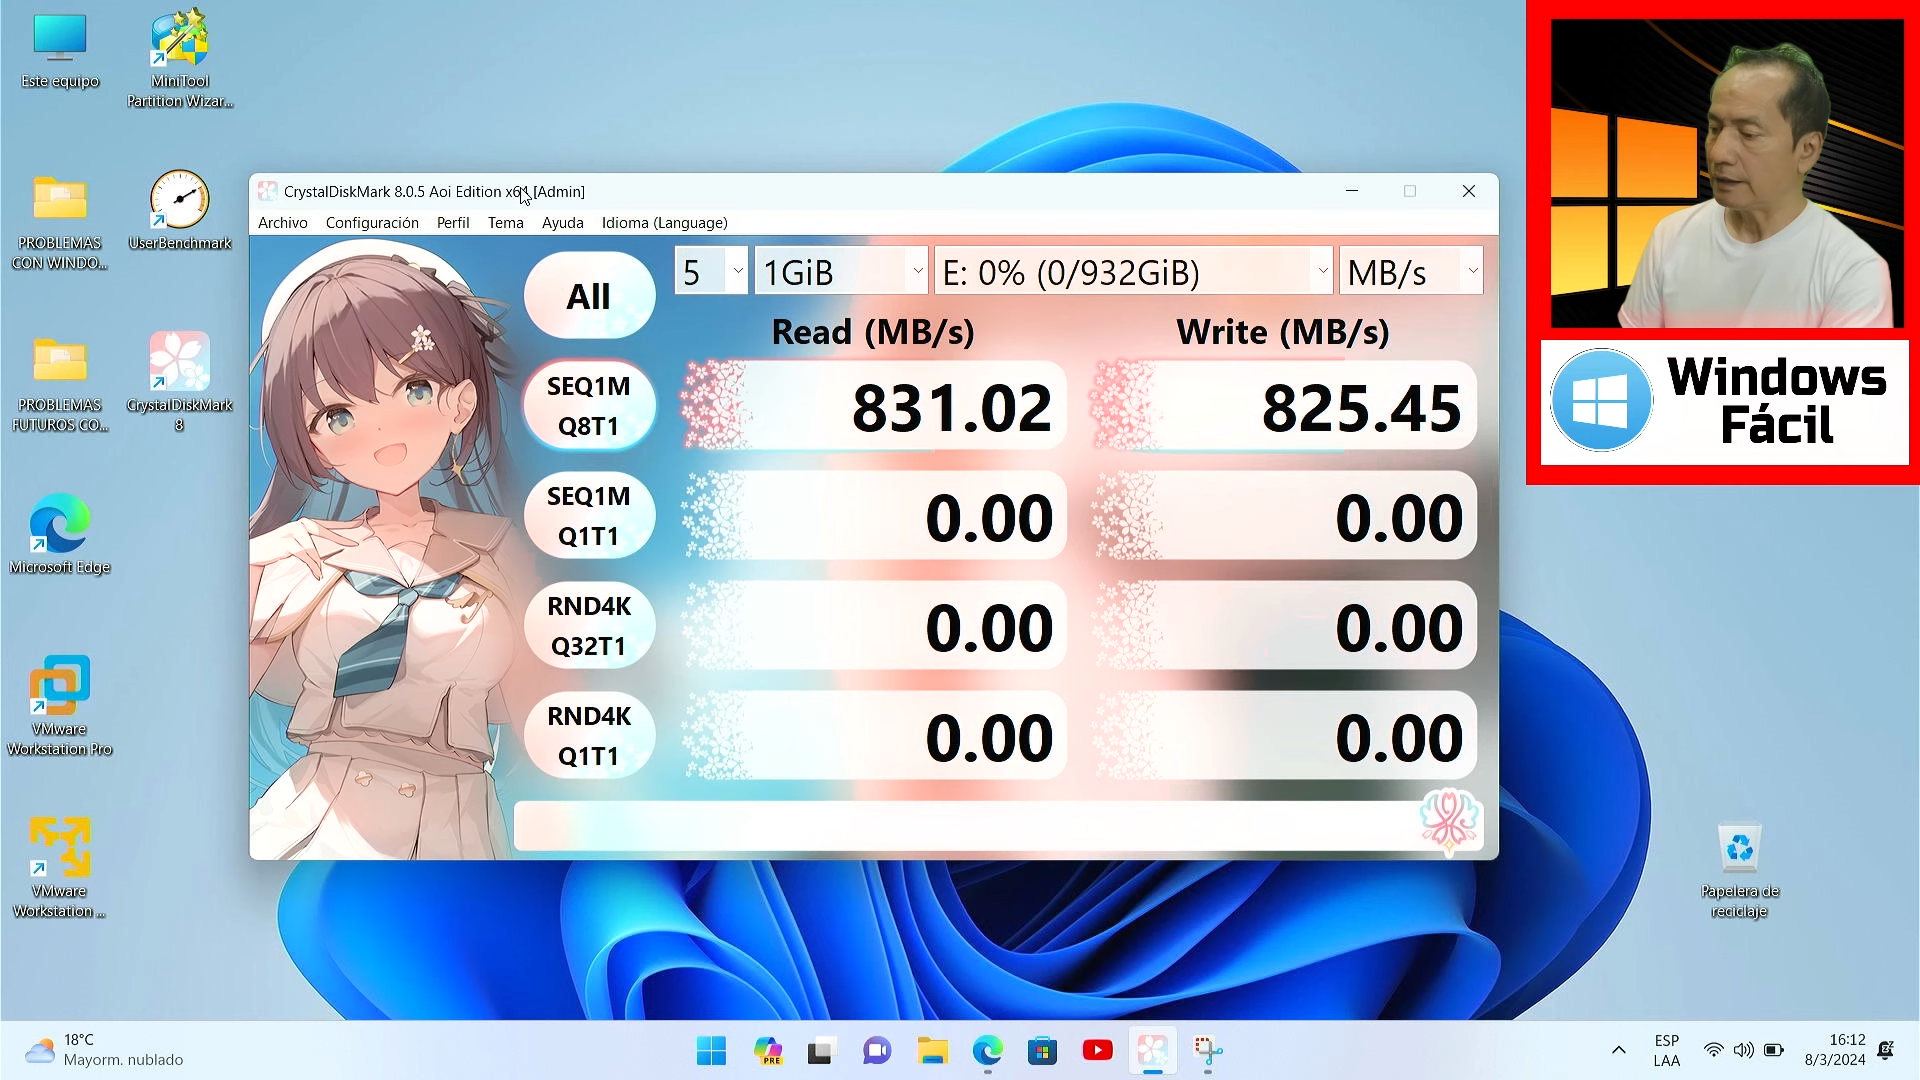 Este equipo
MiniTool
Partition Wizar...
PROBLEMAS
CON WINDO...
UserBenchmark
PROBLEMAS
FUTUROS CO...
CrystalDiskMark
8
Microsoft Edge
VMware
Workstation Pro
VMware
Workstation ...
CrystalDiskMark 8.0.5 Aoi Edition x64 [Admin]
Archivo Configuración Perfil Tema Ayuda Idioma (Language)
All
5
1GiB
E: 0% (0/932GiB)
MB/s
Read (MB/s)
Write (MB/s)
SEQ1M
Q8T1
831.02
825.45
SEQ1M
Q1T1
0.00
0.00
RND4K
Q32T1
0.00
0.00
RND4K
Q1T1
0.00
0.00
Windows
Fácil
Papelera de
reciclaje
18°C
Mayorm. nublado
PRE
ESP
LAA
16:12
8/3/2024